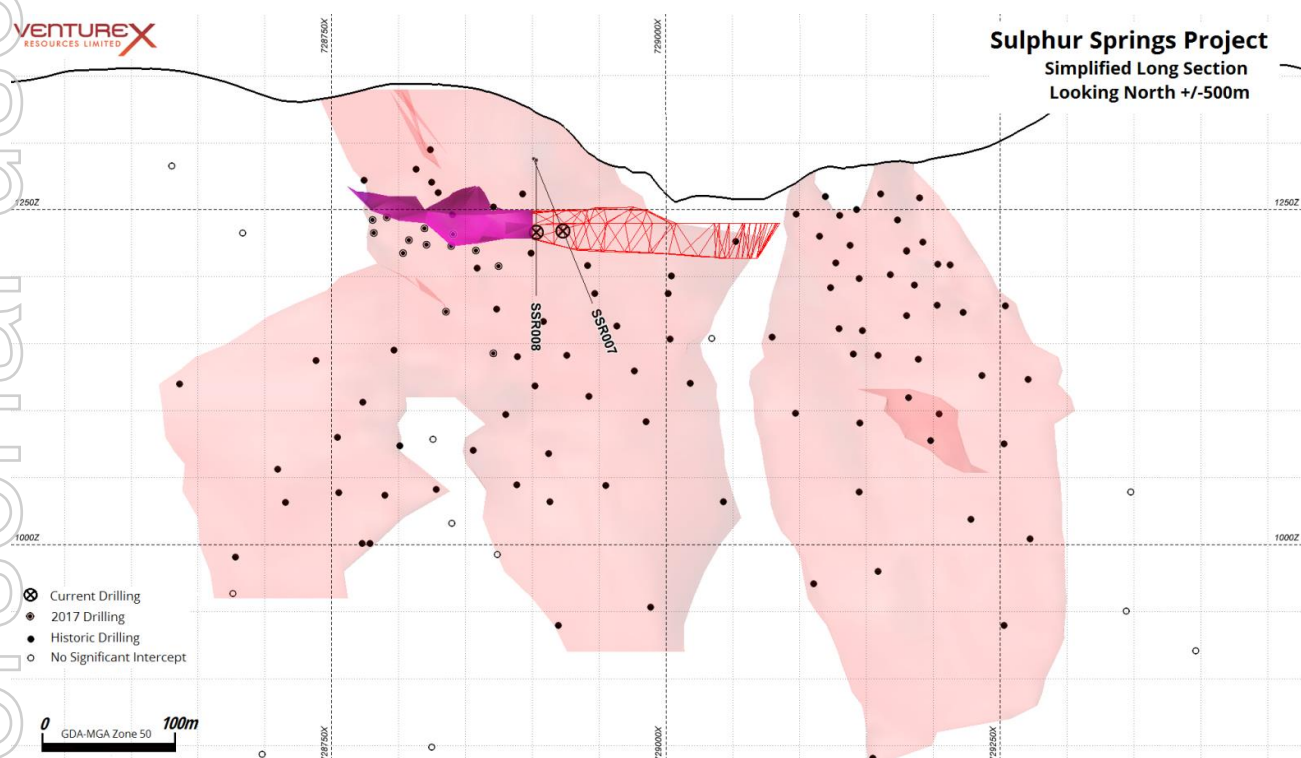 VENTUREX
RESOURCES LIMITED
Sulphur Springs Project
Simplified Long Section
Looking North +/-500m
728750X
729000X
1250Z
1250Z
SSR008
SSR007
1000Z
1000Z
Current Drilling
2017 Drilling
Historic Drilling
No Significant Intercept
0
100m
GDA-MGA Zone 50
728750X
729000X
729250X